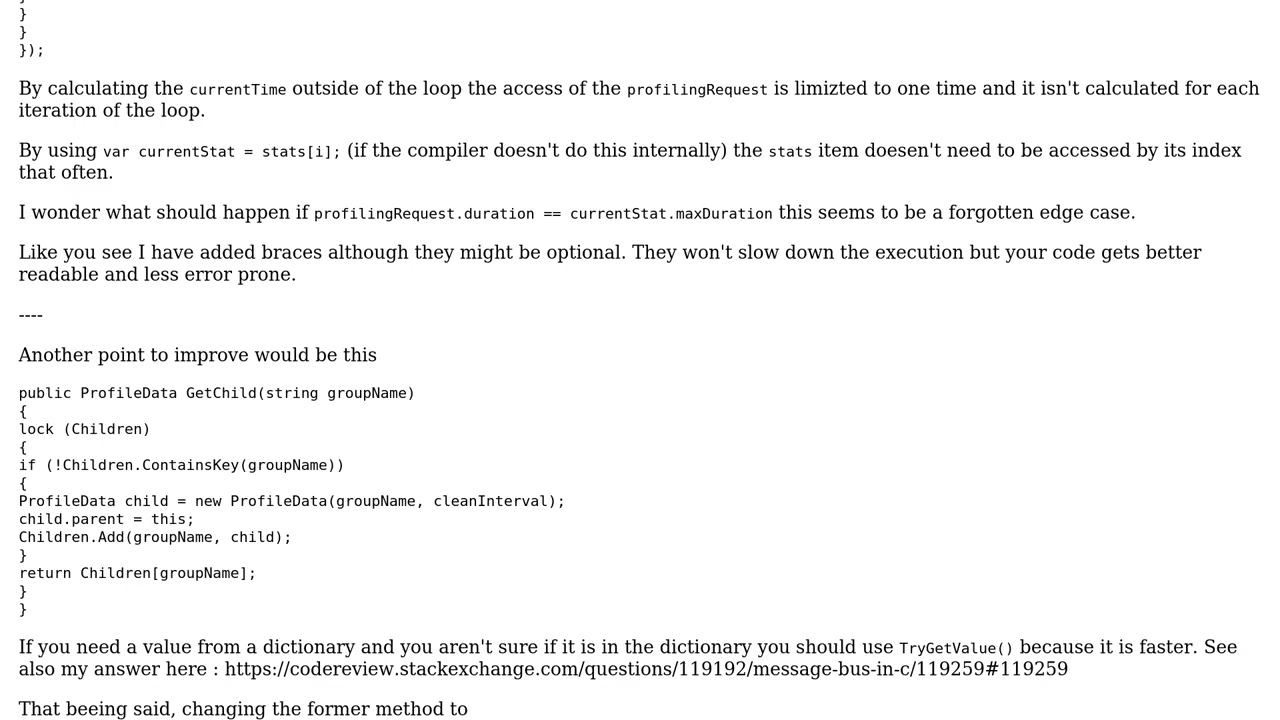 }
}
});
By calculating the currentTime outside of the loop the access of the profilingRequest is limizted to one time and it isn't calculated for each
iteration of the loop.
By using var currentStat = stats[i]; (if the compiler doesn't do this internally) the stats item doesen't need to be accessed by its index
that often.
I wonder what should happen if profilingRequest.duration == currentStat.maxDuration this seems to be a forgotten edge case.
Like you see I have added braces although they might be optional. They won't slow down the execution but your code gets better
readable and less error prone.
----
Another point to improve would be this
public ProfileData GetChild(string groupName)
{
lock (Children)
{
if (!Children.ContainsKey(groupName))
{
ProfileData child = new ProfileData(groupName, cleanInterval);
child.parent = this;
Children.Add(groupName, child);
}
return Children[groupName];
}
}
If you need a value from a dictionary and you aren't sure if it is in the dictionary you should use TryGetValue() because it is faster. See
also my answer here : https://codereview.stackexchange.com/questions/119192/message-bus-in-c/119259#119259
That beeing said, changing the former method to